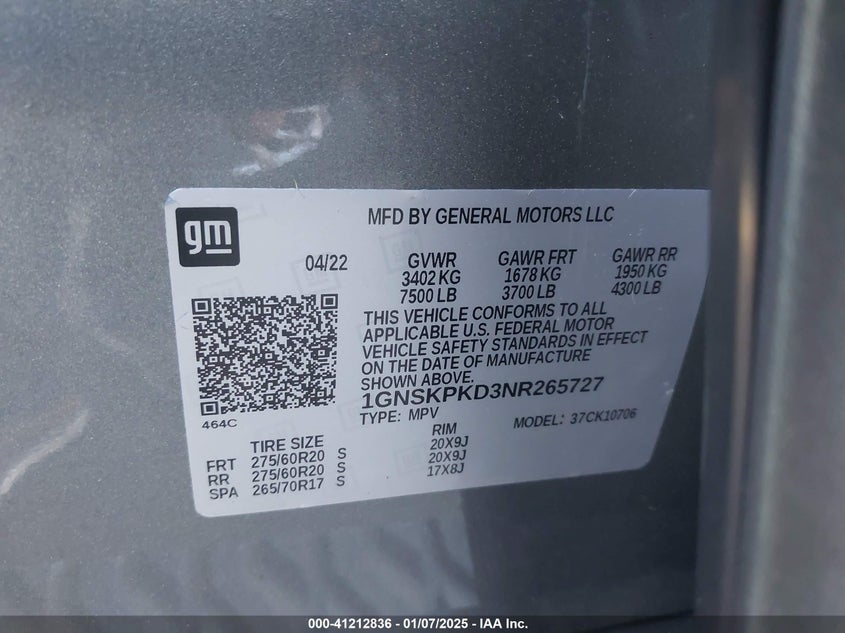 gm
MFD BY GENERAL MOTORS LLC
04/22 GVWR GAWR FRT GAWR RR
3402 KG 1678 KG 1950 KG
7500 LB 3700 LB 4300 LB
THIS VEHICLE CONFORMS TO ALL
APPLICABLE U.S. FEDERAL MOTOR
VEHICLE SAFETY STANDARDS IN EFFECT
ON THE DATE OF MANUFACTURE
SHOWN ABOVE.
1GNSKPKD3NR265727
464C
TYPE: MPV MODEL: 37CK10706
TIRE SIZE RIM
FRT 275/60R20 S 20X9J
RR 275/60R20 S 20X9J
SPA 265/70R17 S 17X8J
000-41212836 - 01/07/2025 - IAA Inc.